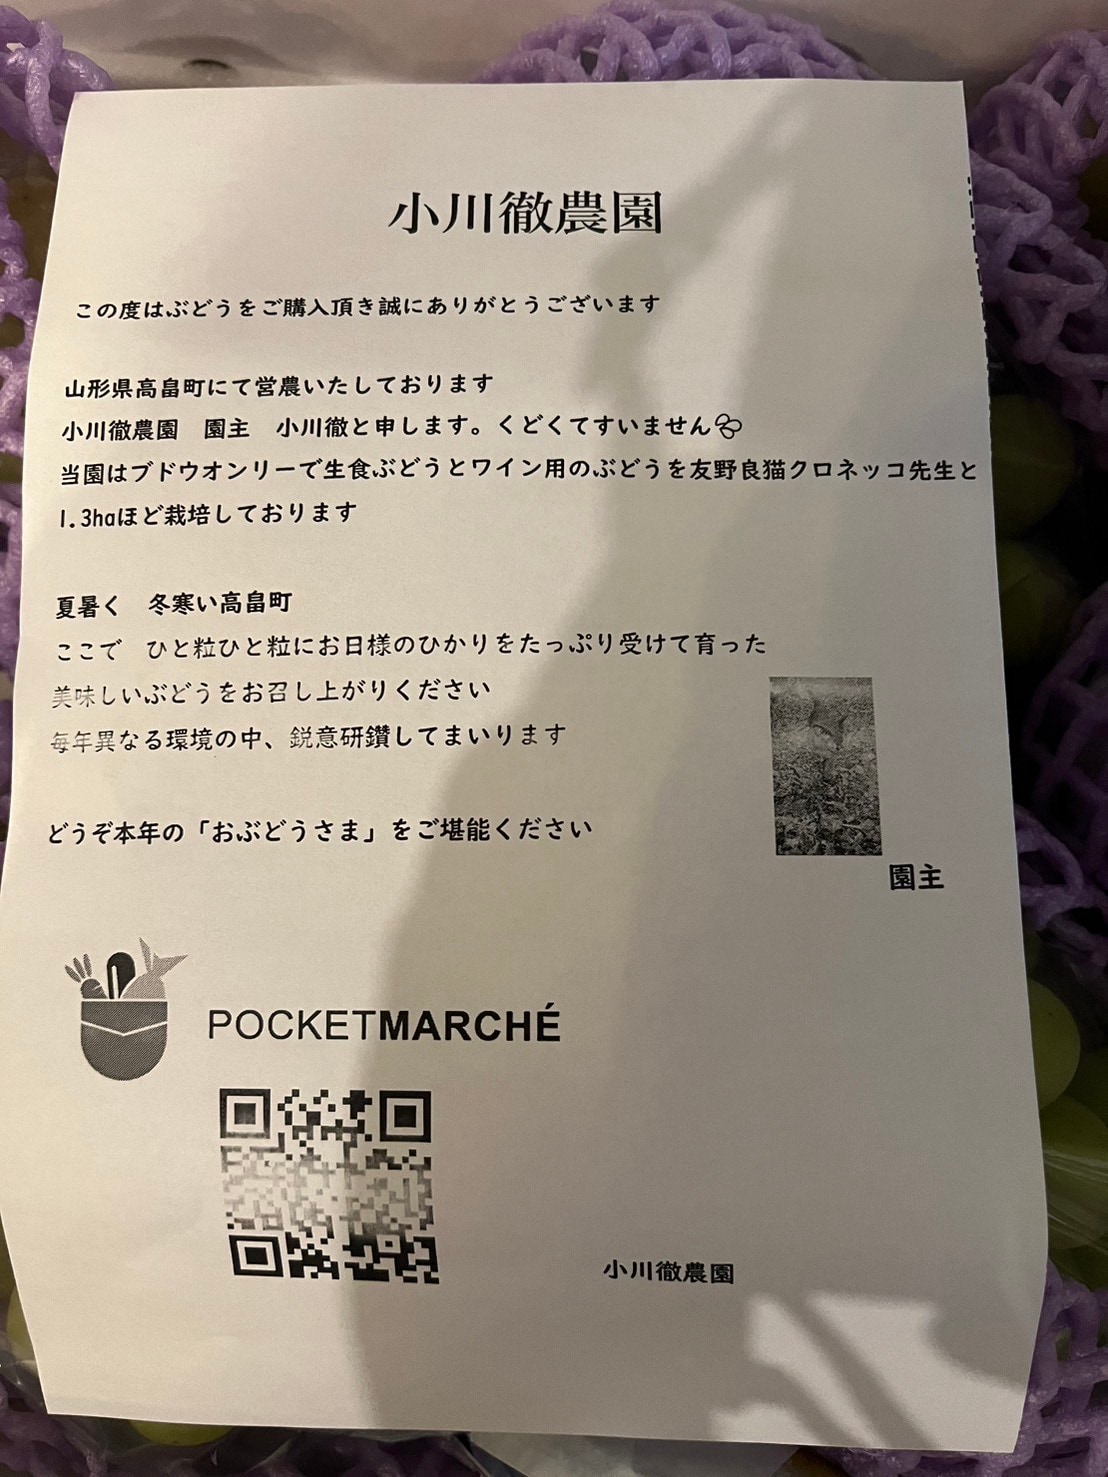 小川徹農園
この度はぶどうをご購入頂き誠にありがとうございます
山形県高畠町にて営農いたしております
小川徹農園　園主　小川徹と申します。くどくてすいません
当園はブドウオンリーで生食ぶどうとワイン用のぶどうを友野良猫クロネッコ先生と
1.3haほど栽培しております
夏暑く　冬寒い高畠町
ここで　ひと粒ひと粒にお日様のひかりをたっぷり受けて育った
美味しいぶどうをお召し上がりください
毎年異なる環境の中、鋭意研鑽してまいります
どうぞ本年の「おぶどうさま」をご堪能ください
園主
POCKETMARCHÉ
小川徹農園